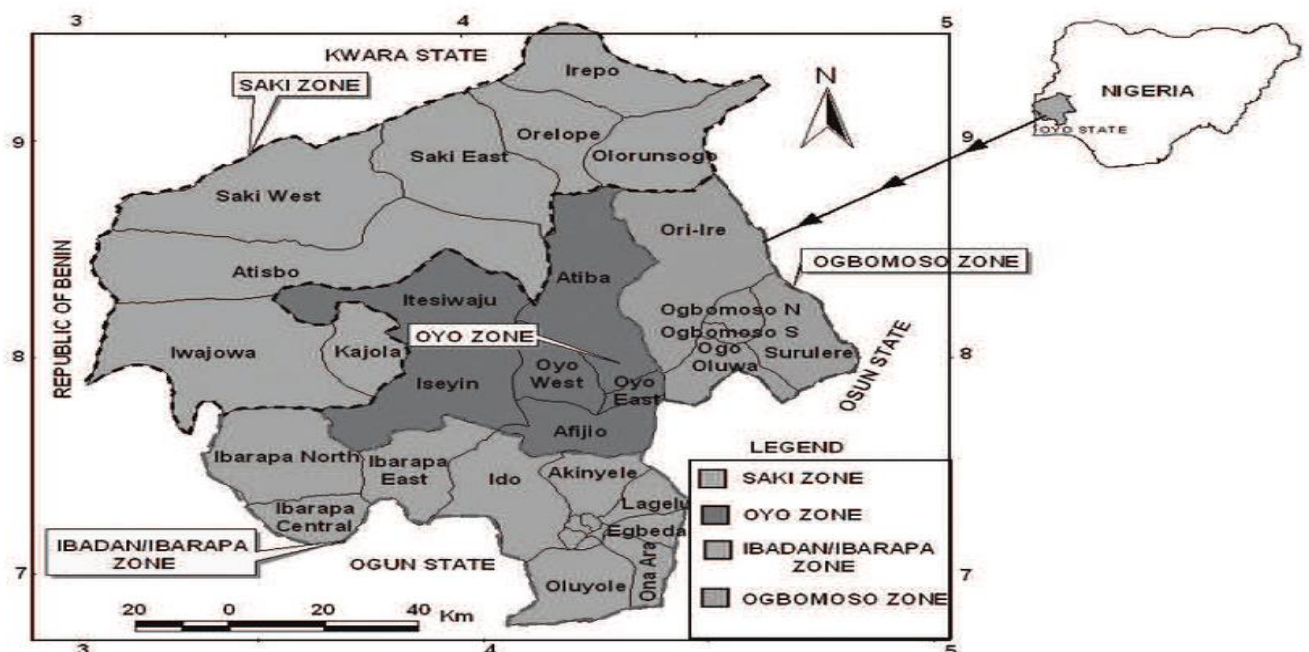 3
4
5
KWARA STATE
SAKI ZONE
N
NIGERIA
OYO STATE
Irepo
Orelope
Olorunsogo
Saki East
Saki West
9
9
Atisbo
Ori-Ire
Atiba
OGBOMOSO ZONE
Itesiwaju
Ogbomoso N
Ogbomoso S
OYO ZONE
Iwajowa
Kajola
Ogo
Oluwa
Surulere
8
8
REPUBLIC OF BENIN
OSUN STATE
Iseyin
Oyo
West
Oyo
East
Afijio
Ibarapa North
Ibarapa
East
Ido
Akinyele
Lagelu
Egbeda
Ibarapa
Central
Ona Ara
Oluyole
IBADAN/IBARAPA
ZONE
OGUN STATE
7
7
LEGEND
SAKI ZONE
OYO ZONE
IBADAN/IBARAPA
ZONE
OGBOMOSO ZONE
20 0 20 40
Km
3
4
5